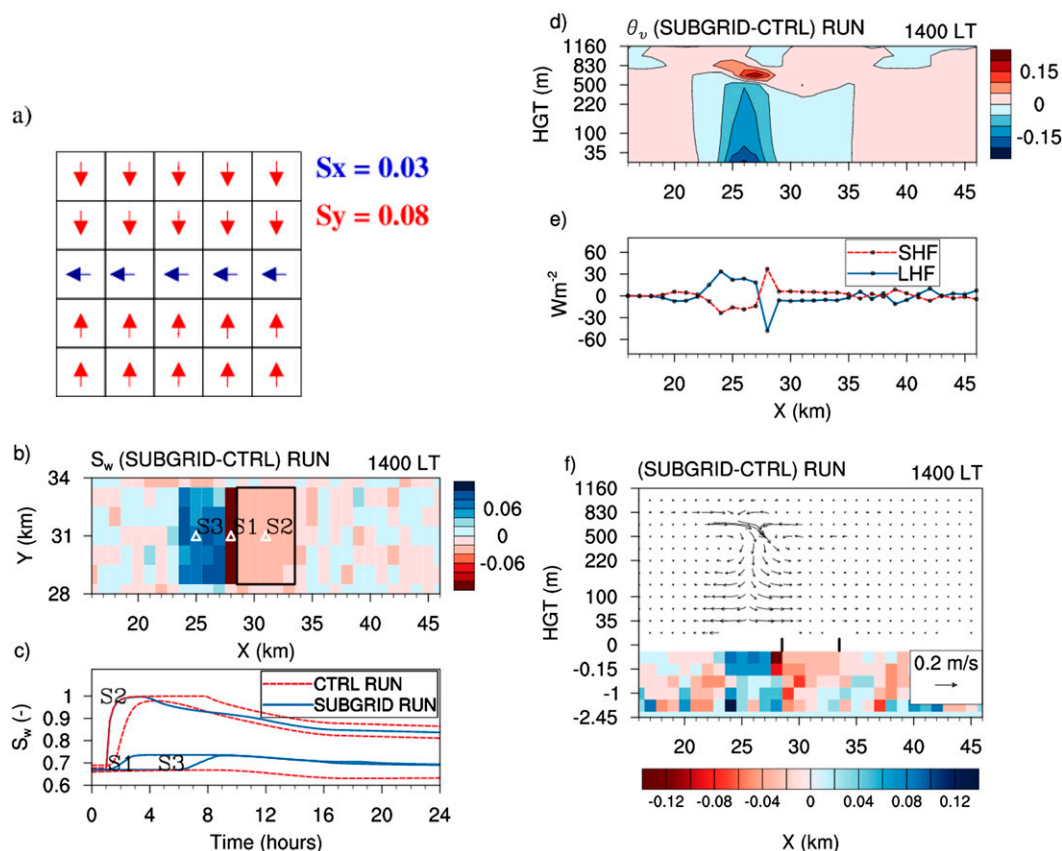 a)
Sx = 0.03
Sy = 0.08
b)
S_w (SUBGRID-CTRL) RUN 1400 LT
34
31
28
Y (km)
S3 S1 S2
0.06
0
-0.06
20 25 30 35 40 45
X (km)
c)
1
0.9
0.8
0.7
0.6
S_w (-)
CTRL RUN
SUBGRID RUN
S2
S1 S3
0 4 8 12 16 20 24
Time (hours)
d)
θ_v (SUBGRID-CTRL) RUN 1400 LT
1160
830
500
220
100
35
HGT (m)
0.15
0
-0.15
20 25 30 35 40 45
e)
60
30
0
-30
-60
Wm⁻²
SHF
LHF
20 25 30 35 40 45
X (km)
f)
(SUBGRID-CTRL) RUN 1400 LT
1160
830
500
220
100
35
0
-0.15
-1
-2.45
HGT (m)
0.2 m/s
20 25 30 35 40 45
-0.12 -0.08 -0.04 0 0.04 0.08 0.12
X (km)